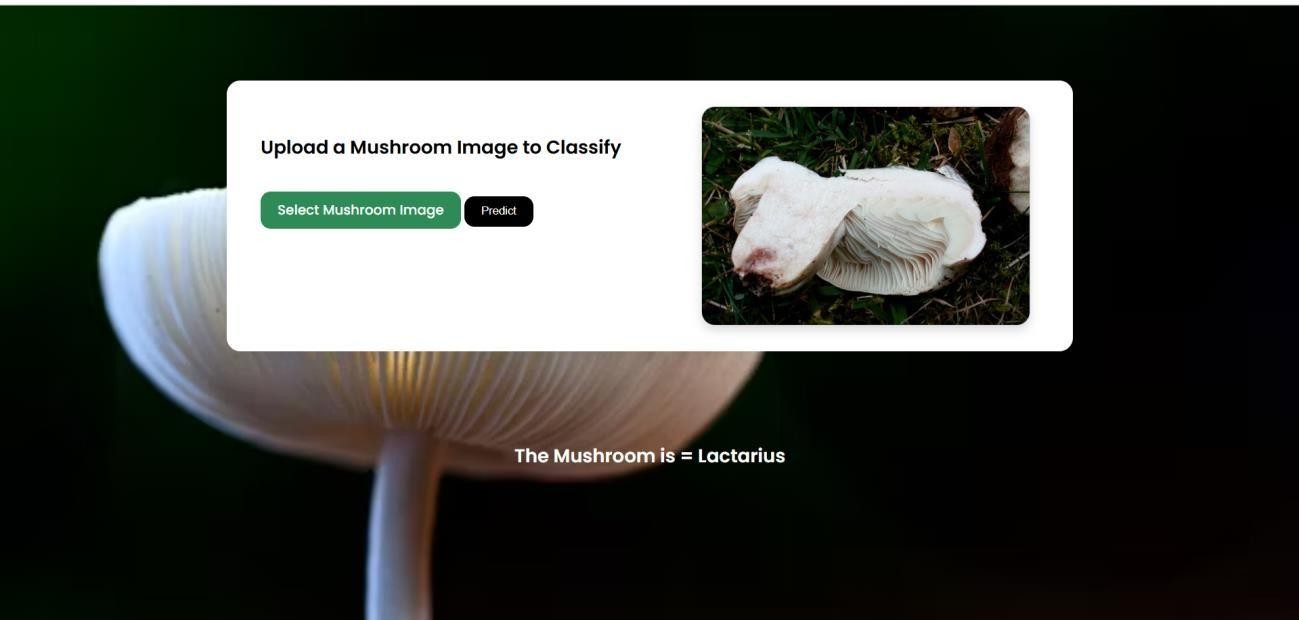 Upload a Mushroom Image to Classify
Select Mushroom Image Predict
The Mushroom is = Lactarius